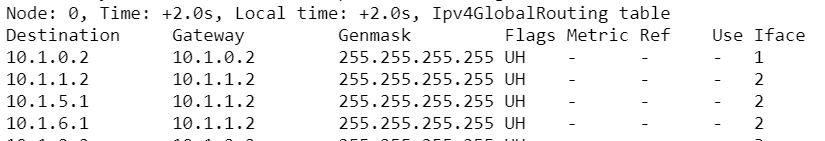 Node: 0, Time: +2.0s, Local time: +2.0s, Ipv4GlobalRouting table
Destination Gateway Genmask Flags Metric Ref Use Iface
10.1.0.2 10.1.0.2 255.255.255.255 UH - - - 1
10.1.1.2 10.1.1.2 255.255.255.255 UH - - - 2
10.1.5.1 10.1.1.2 255.255.255.255 UH - - - 2
10.1.6.1 10.1.1.2 255.255.255.255 UH - - - 2